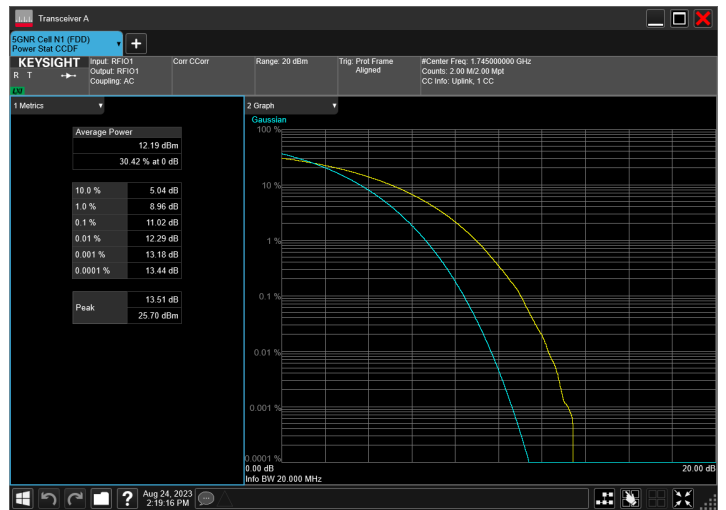 Transceiver A
5GNR Cell N1 (FDD)
Power Stat CCDF
KEYSIGHT
R T
Input: RFIO1
Output: RFIO1
Coupling: AC
Corr CCorr
Range: 20 dBm
Trig: Prot Frame
Aligned
#Center Freq: 1.745000000 GHz
Counts: 2.00 M/2.00 Mpt
CC Info: Uplink, 1 CC
1 Metrics
Average Power
12.19 dBm
30.42 % at 0 dB
10.0 % 5.04 dB
1.0 % 8.96 dB
0.1 % 11.02 dB
0.01 % 12.29 dB
0.001 % 13.18 dB
0.0001 % 13.44 dB
Peak
13.51 dB
25.70 dBm
2 Graph
Gaussian
100 %
10 %
1 %
0.1 %
0.01 %
0.001 %
0.0001 %
0.00 dB
20.00 dB
Info BW 20.000 MHz
?
Aug 24, 2023
2:19:16 PM